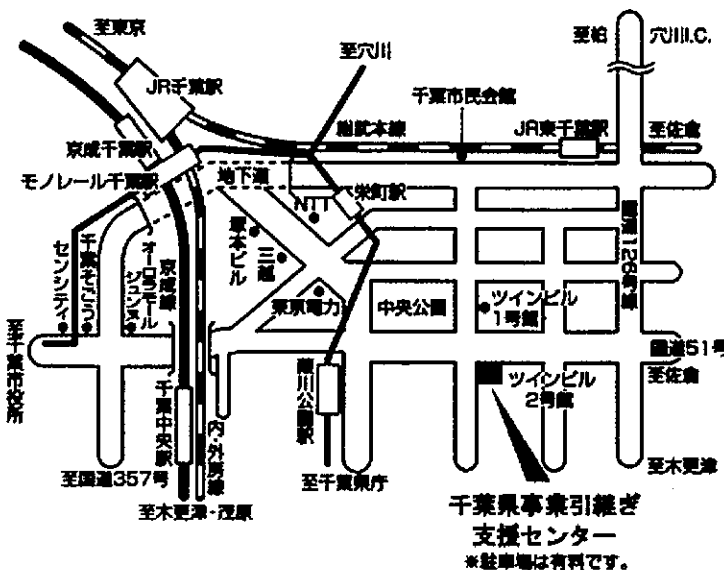 至東京
至柏
穴川I.C.
至穴川
JR千葉駅
千葉市民会館
総武本線
JR東千葉駅
至佐倉
京成千葉駅
モノレール千葉駅
地下道
NTT
栄町駅
国道126号線
塚本ビル
三越
センシティ
千葉そごう
オーロラモール
ジュンヌ
京成線
東京電力
中央公園
ツインビル
1号館
国道51号
至佐倉
至千葉市役所
千葉中央駅
内・外房線
葭川公園駅
ツインビル
2号館
至国道357号
至千葉県庁
至木更津
至木更津・茂原
千葉県事業引継ぎ
支援センター
※駐車場は有料です。